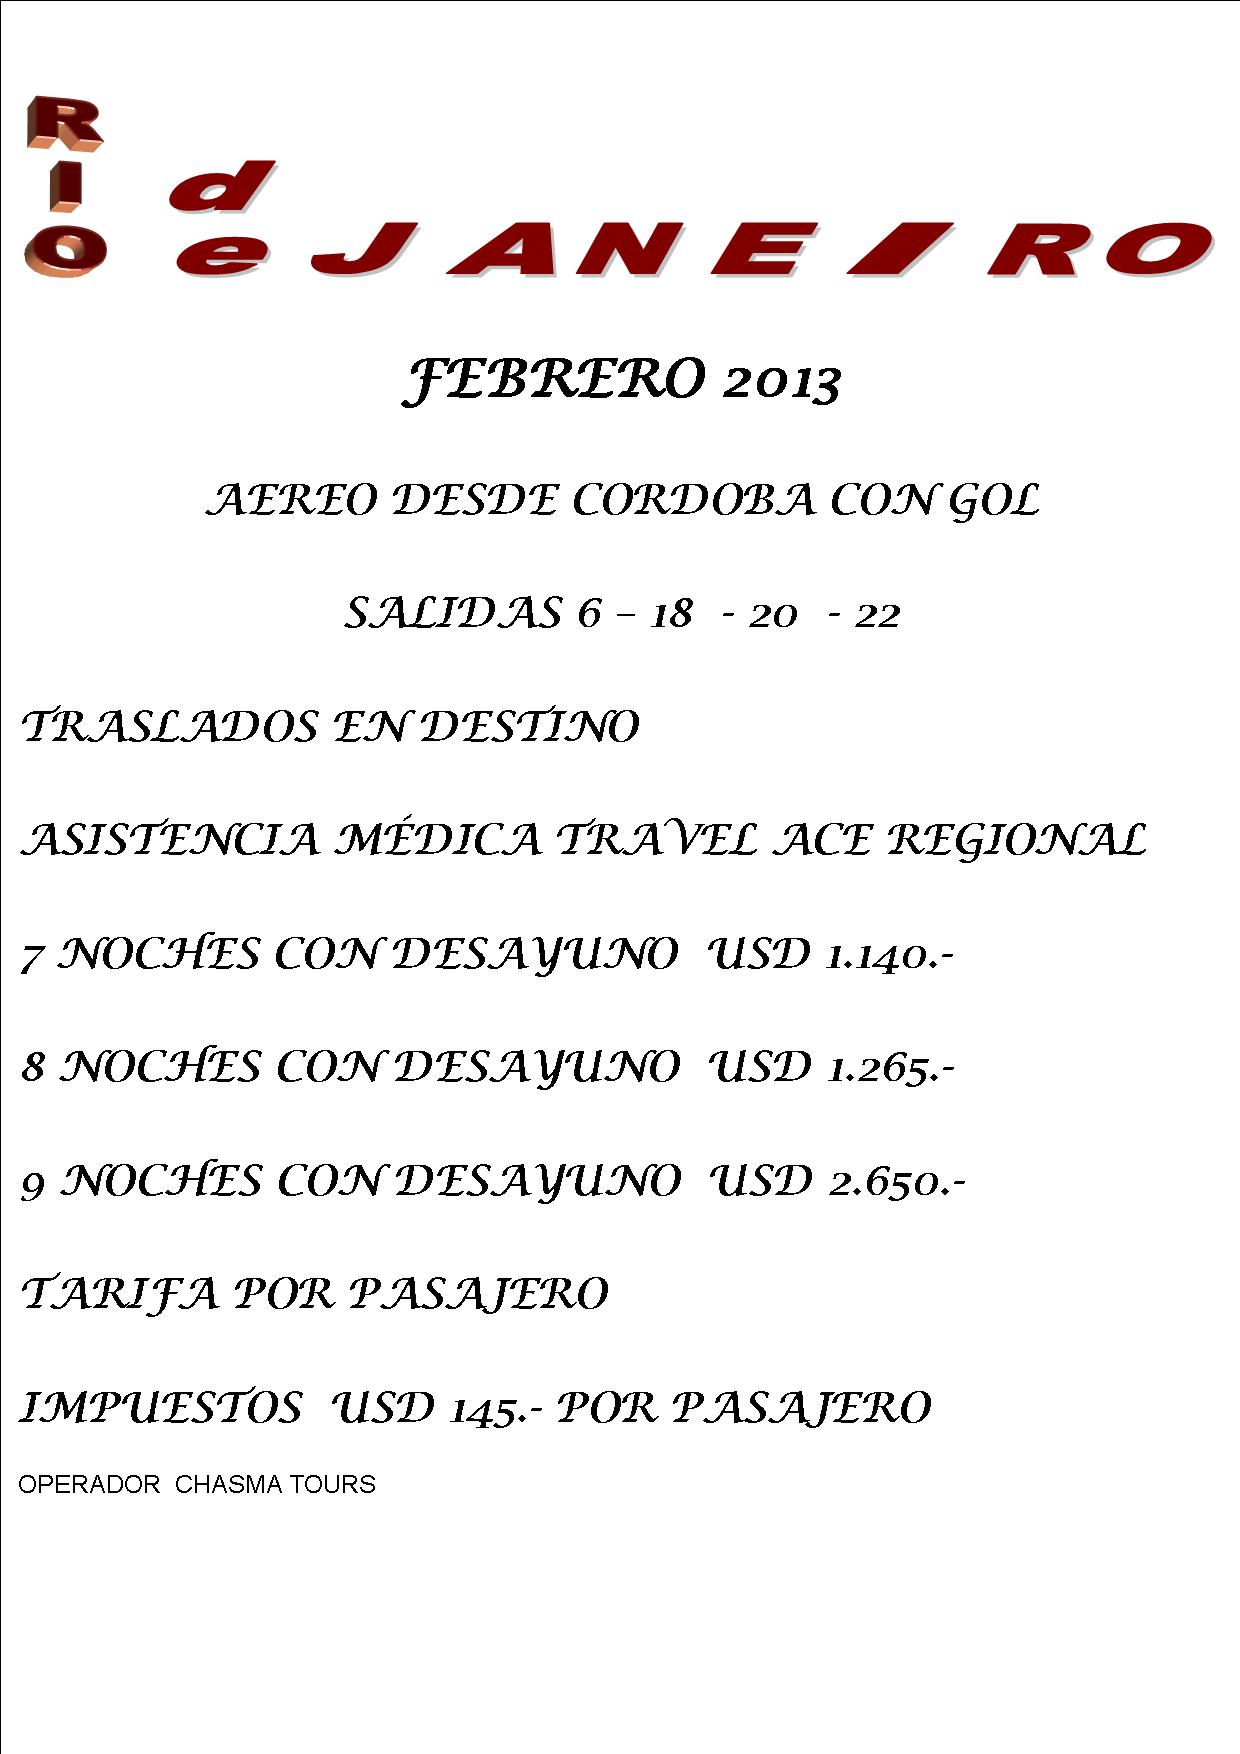 RIO de JANEIRO
FEBRERO 2013
AEREO DESDE CORDOBA CON GOL
SALIDAS 6 – 18 - 20 - 22
TRASLADOS EN DESTINO
ASISTENCIA MÉDICA TRAVEL ACE REGIONAL
7 NOCHES CON DESAYUNO USD 1.140.-
8 NOCHES CON DESAYUNO USD 1.265.-
9 NOCHES CON DESAYUNO USD 2.650.-
TARIFA POR PASAJERO
IMPUESTOS USD 145.- POR PASAJERO
OPERADOR CHASMA TOURS